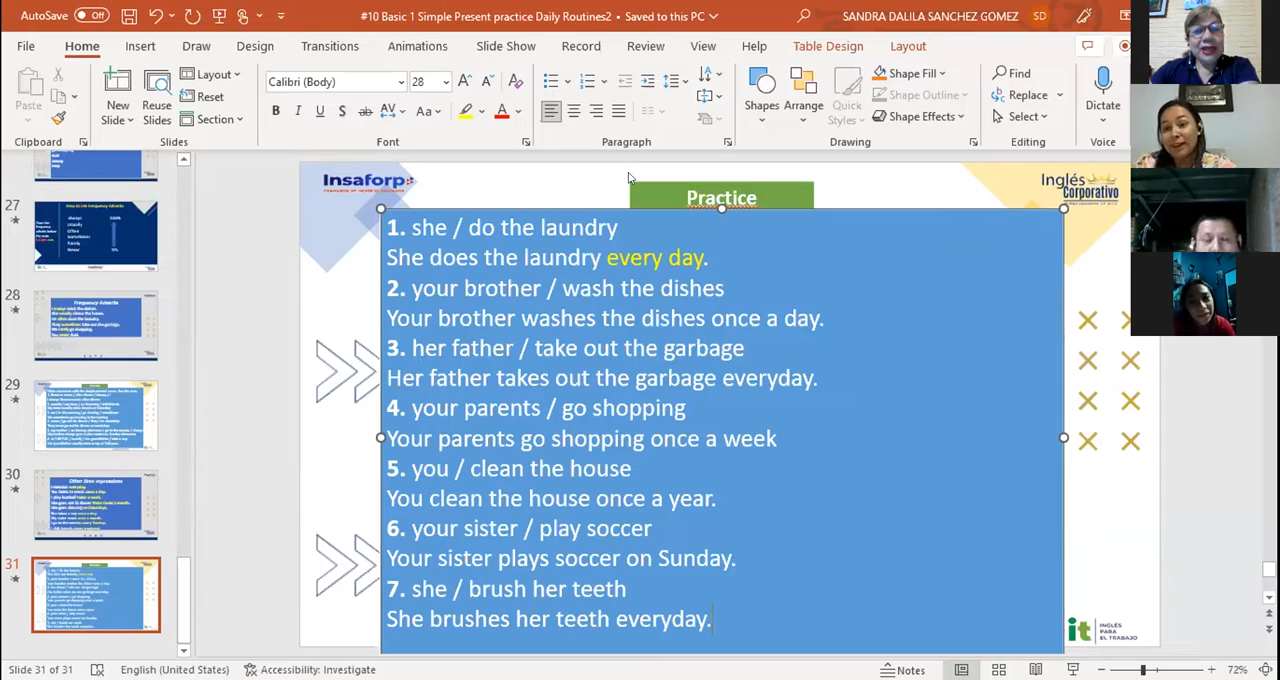 AutoSave Off #10 Basic 1 Simple Present practice Daily Routines2 • Saved to this PC SANDRA DALILA SANCHEZ GOMEZ SD
File Home Insert Draw Design Transitions Animations Slide Show Record Review View Help Table Design Layout
Paste New Slide Reuse Slides Layout Reset Section
Calibri (Body) 28
Shapes Arrange Quick Styles Shape Fill Shape Outline Shape Effects
Find Replace Select Dictate
Clipboard Slides Font Paragraph Drawing Editing Voice
27
28
Frequency Adverbs
29
30
Other time expressions
31
Insaforp
Inglés Corporativo
Practice
1. she / do the laundry
She does the laundry every day.
2. your brother / wash the dishes
Your brother washes the dishes once a day.
3. her father / take out the garbage
Her father takes out the garbage everyday.
4. your parents / go shopping
Your parents go shopping once a week
5. you / clean the house
You clean the house once a year.
6. your sister / play soccer
Your sister plays soccer on Sunday.
7. she / brush her teeth
She brushes her teeth everyday.
it INGLÉS PARA EL TRABAJO
Slide 31 of 31 English (United States) Accessibility: Investigate Notes 72%